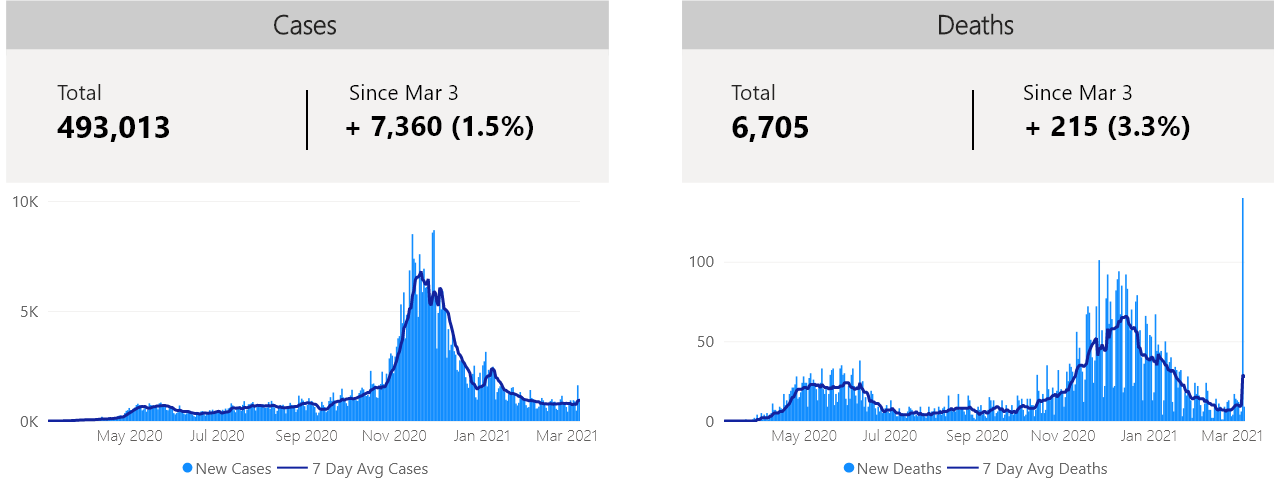 Cases
Total
493,013
Since Mar 3
+ 7,360 (1.5%)
10K
5K
0K
May 2020 Jul 2020 Sep 2020 Nov 2020 Jan 2021 Mar 2021
New Cases 7 Day Avg Cases
Deaths
Total
6,705
Since Mar 3
+ 215 (3.3%)
100
50
0
May 2020 Jul 2020 Sep 2020 Nov 2020 Jan 2021 Mar 2021
New Deaths 7 Day Avg Deaths